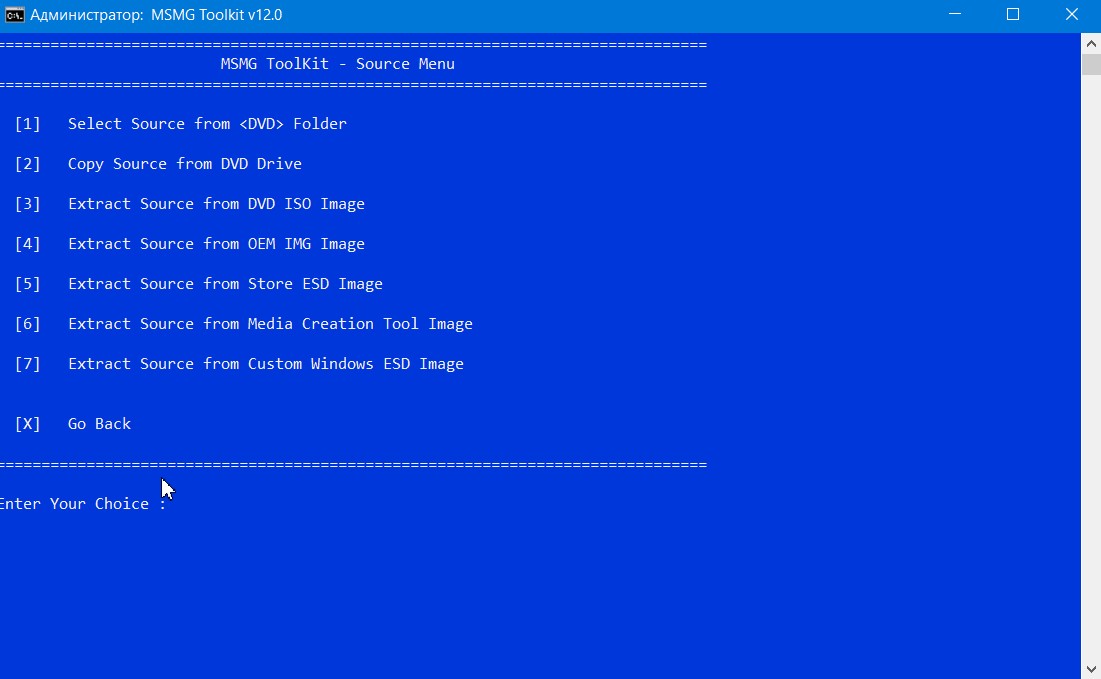 Администратор: MSMG Toolkit v12.0
===============================================================================
MSMG ToolKit - Source Menu
===============================================================================
[1] Select Source from <DVD> Folder
[2] Copy Source from DVD Drive
[3] Extract Source from DVD ISO Image
[4] Extract Source from OEM IMG Image
[5] Extract Source from Store ESD Image
[6] Extract Source from Media Creation Tool Image
[7] Extract Source from Custom Windows ESD Image
[X] Go Back
===============================================================================
Enter Your Choice :